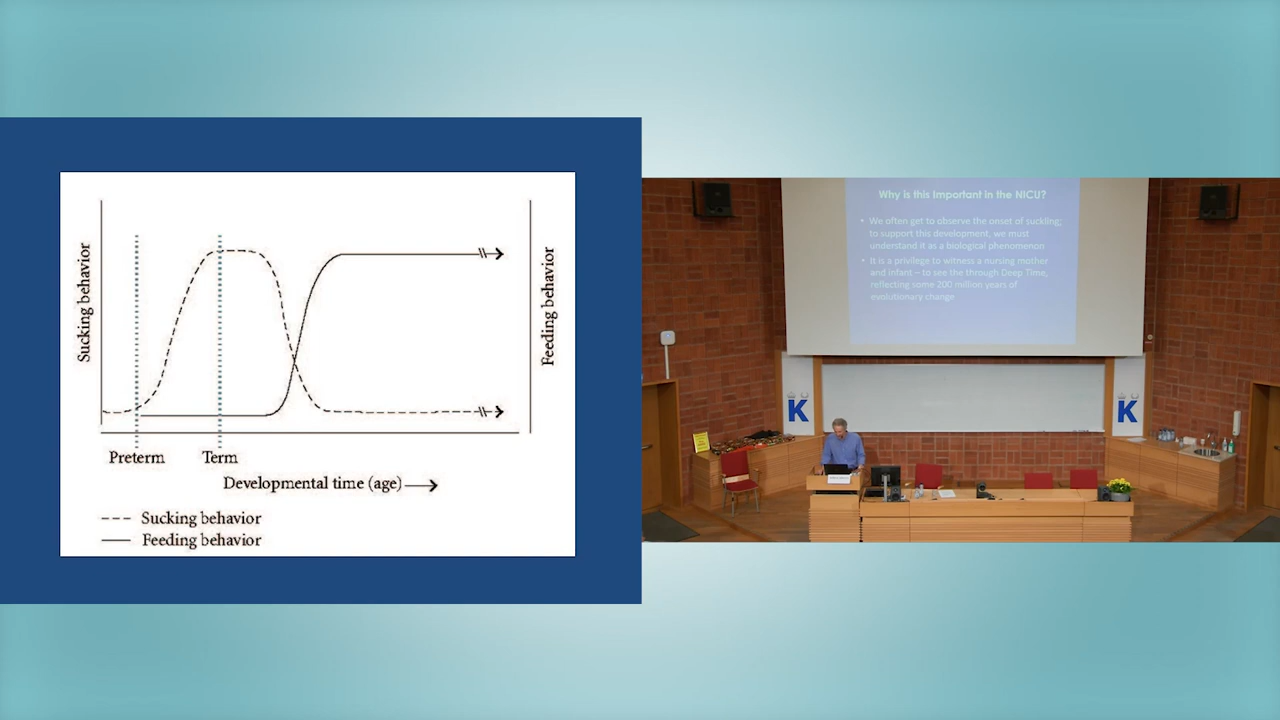 Sucking behavior
Feeding behavior
Preterm
Term
Developmental time (age)
Sucking behavior
Feeding behavior
Why is this Important in the NICU?
• We often get to observe the onset of suckling;
to support this development, we must
understand it as a biological phenomenon
• It is a privilege to witness a nursing mother
and infant – to see the through Deep Time,
reflecting some 200 million years of
evolutionary change
K
K